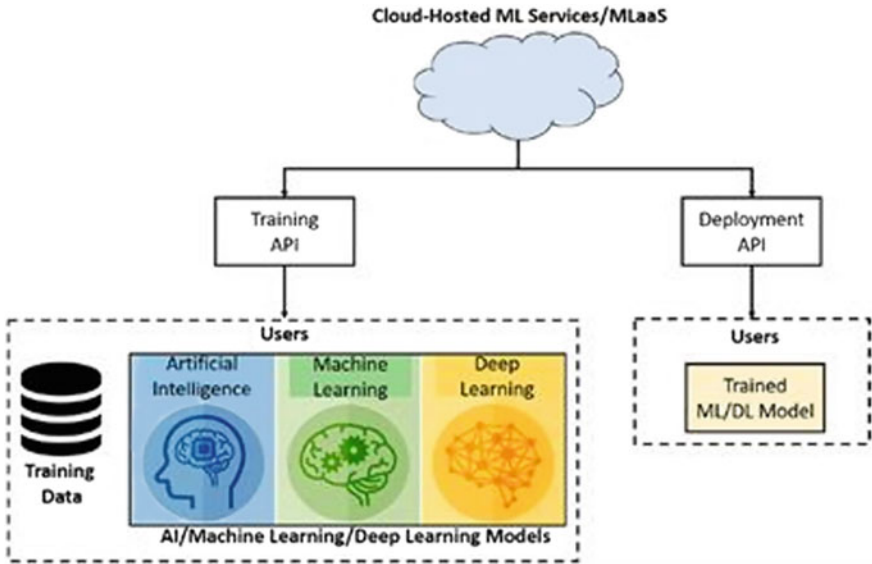 Cloud-Hosted ML Services/MLaaS
Training
API
Deployment
API
Users
Artificial
Intelligence
Machine
Learning
Deep
Learning
Training
Data
AI/Machine Learning/Deep Learning Models
Users
Trained
ML/DL Model